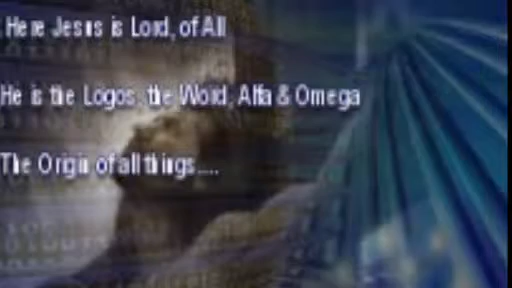 Here Jesus is Lord, of All
He is the Logos, the Word, Alfa & Omega
The Origin of all things....